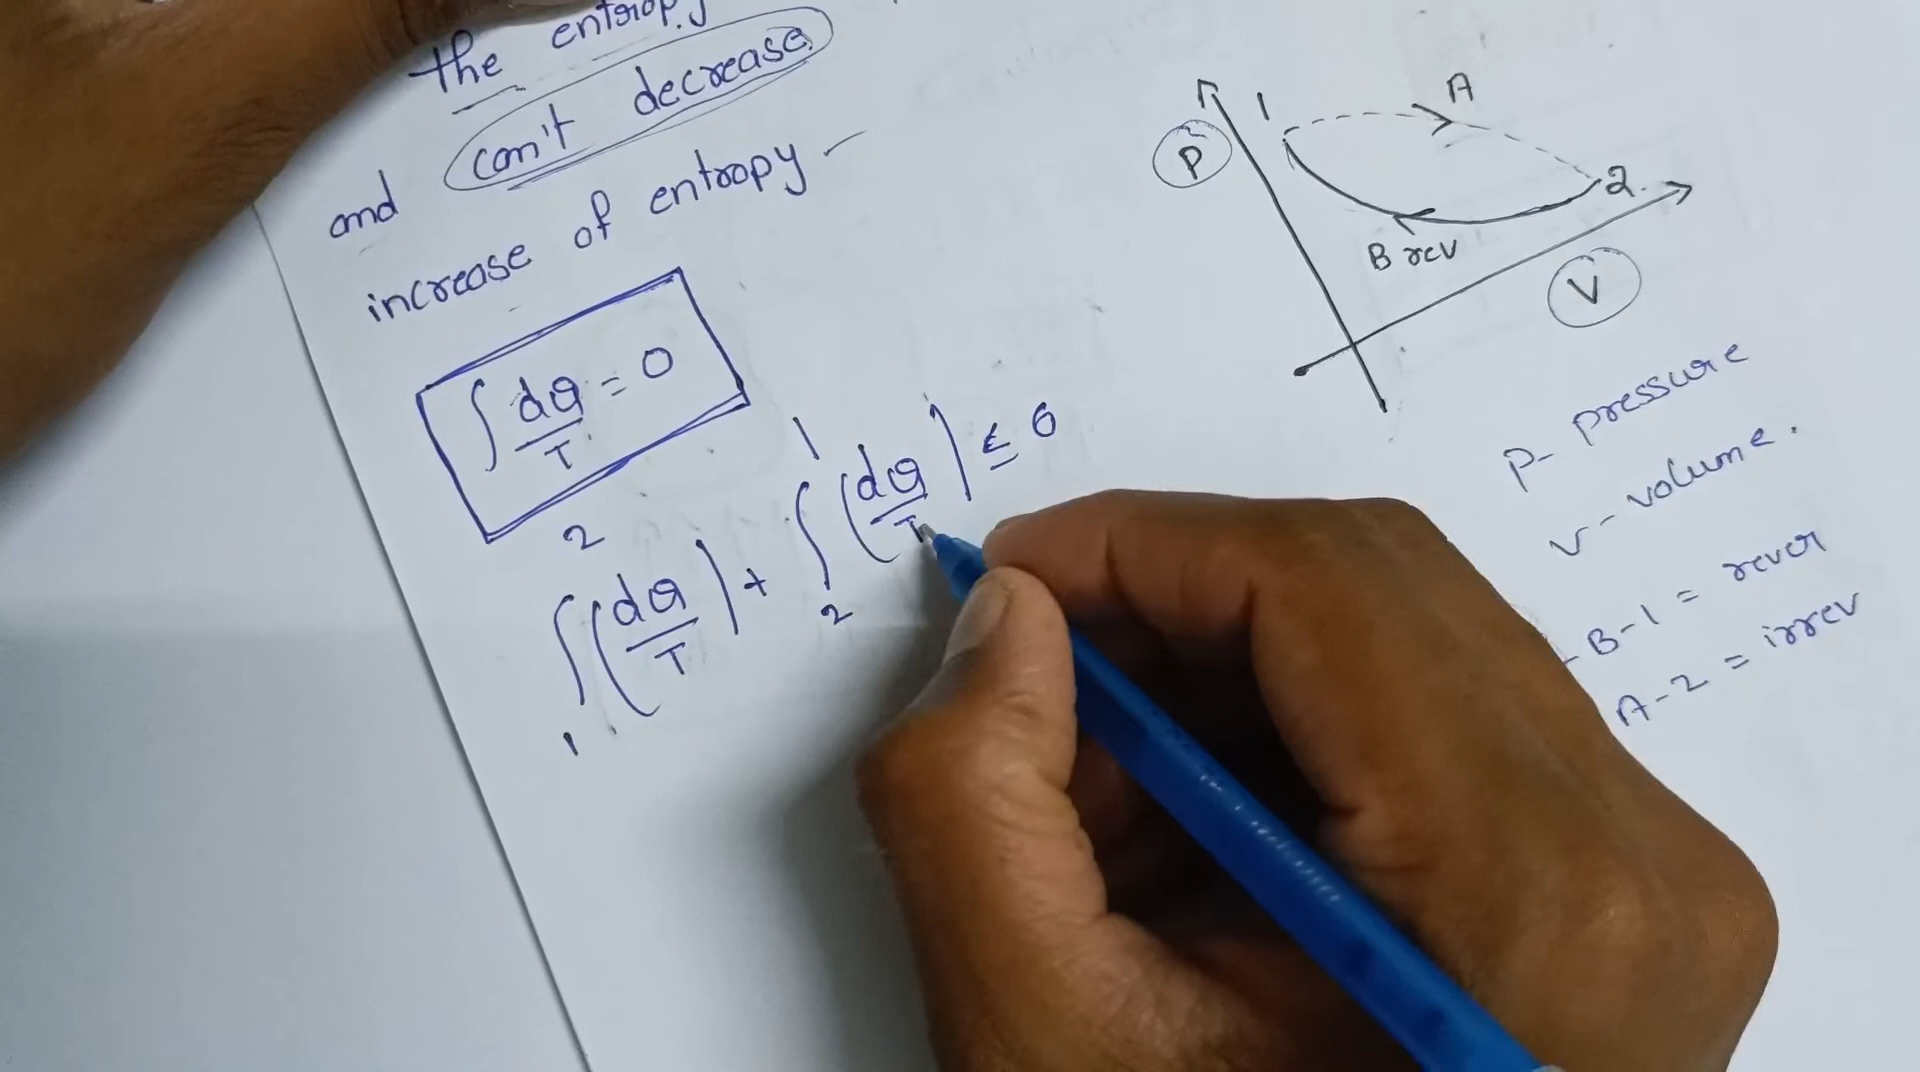 the entropy
and can't decrease
increase of entropy -
∫ dQ/T = 0
2 1
∫ (dQ/T) + ∫ (dQ/T) ≤ 0
1 2
1 A
P
2.
B rev
V
P- pressure
V - volume.
- B-1 = rever
A-2 = irrev